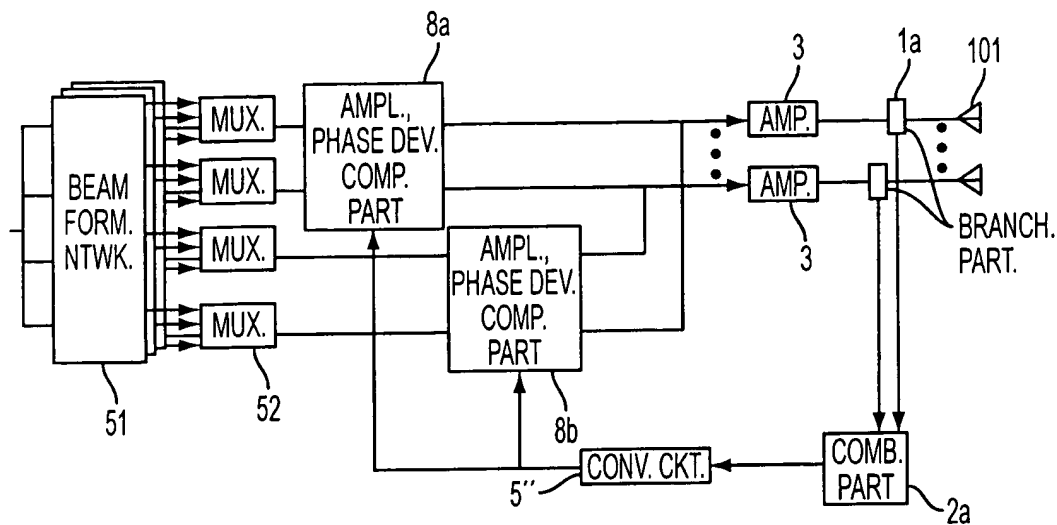 8a
1a
101
3
MUX.
AMPL.,
PHASE DEV.
COMP.
PART
AMP.
BEAM
FORM.
NTWK.
MUX.
AMP.
3
BRANCH.
PART.
MUX.
AMPL.,
PHASE DEV.
COMP.
PART
MUX.
51
52
8b
CONV. CKT.
5''
COMB.
PART
2a